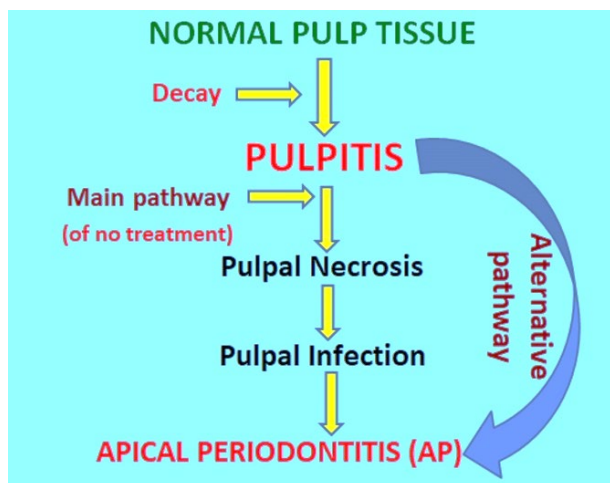 NORMAL PULP TISSUE
Decay
PULPITIS
Main pathway
(of no treatment)
Alternative
pathway
Pulpal Necrosis
Pulpal Infection
APICAL PERIODONTITIS (AP)